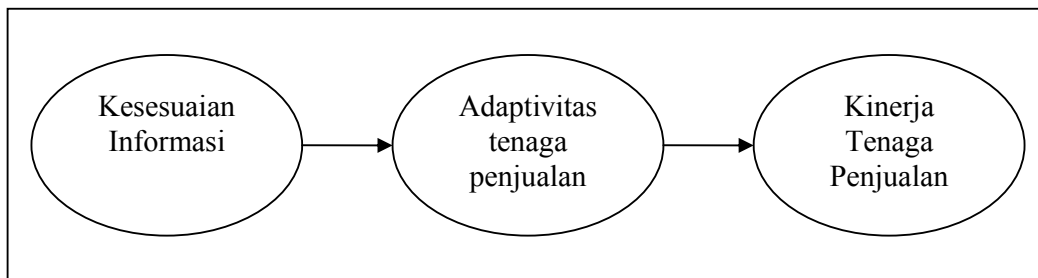 Kesesuaian
Informasi
Adaptivitas
tenaga
penjualan
Kinerja
Tenaga
Penjualan